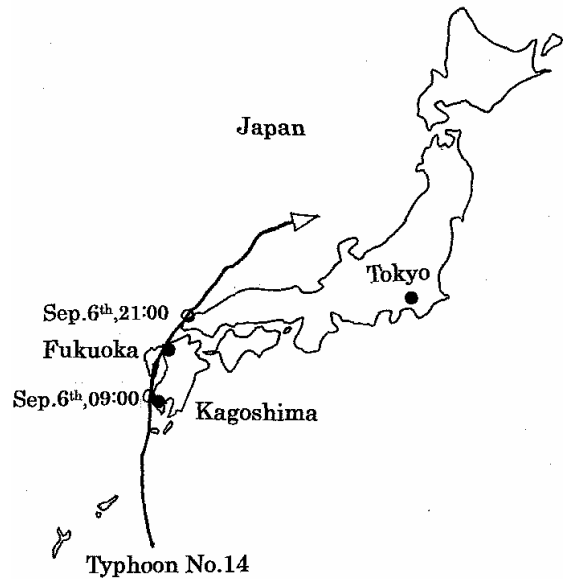 Japan
Tokyo
Sep.6th,21:00
Fukuoka
Sep.6th,09:00
Kagoshima
Typhoon No.14